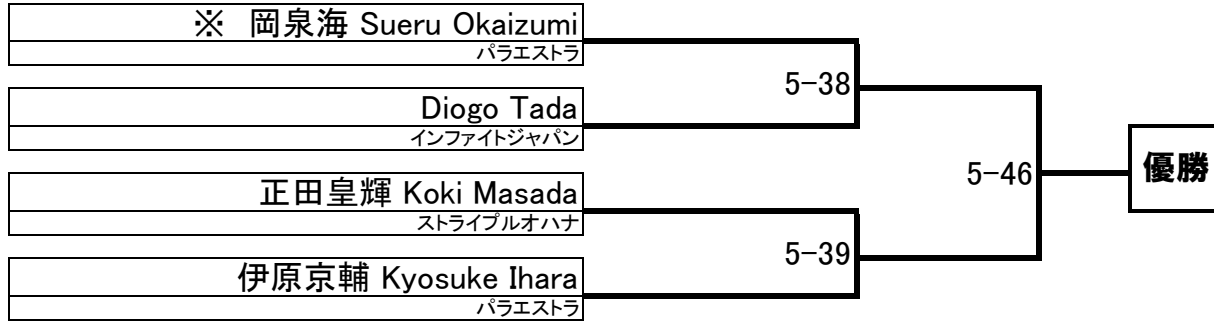 ※ 岡泉海 Sueru Okaizumi
パラエストラ
5-38
Diogo Tada
インファイトジャパン
5-46
優勝
正田皇輝 Koki Masada
ストライプルオハナ
5-39
伊原京輔 Kyosuke Ihara
パラエストラ